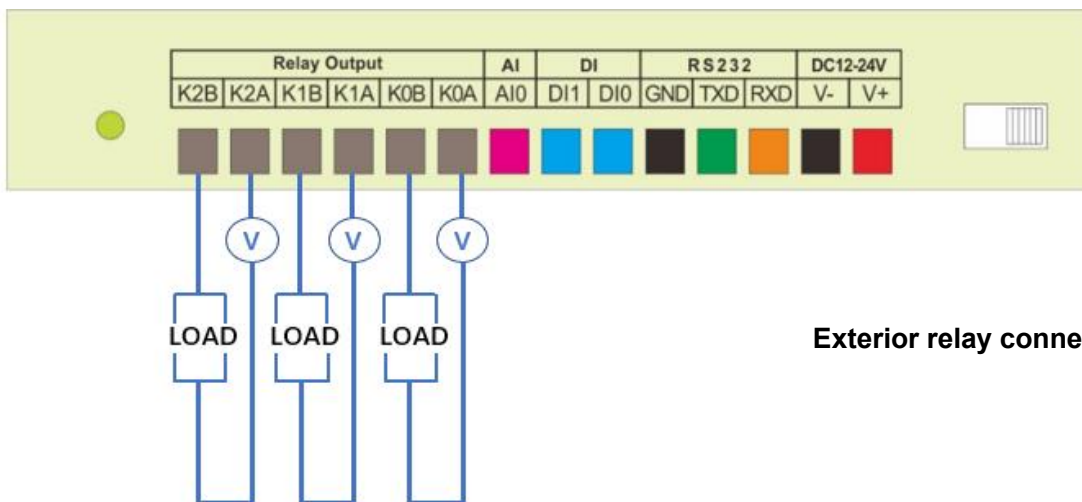 Relay Output AI DI RS232 DC12-24V
K2B K2A K1B K1A K0B K0A AI0 DI1 DI0 GND TXD RXD V- V+
V V V
LOAD LOAD LOAD
Exterior relay conne